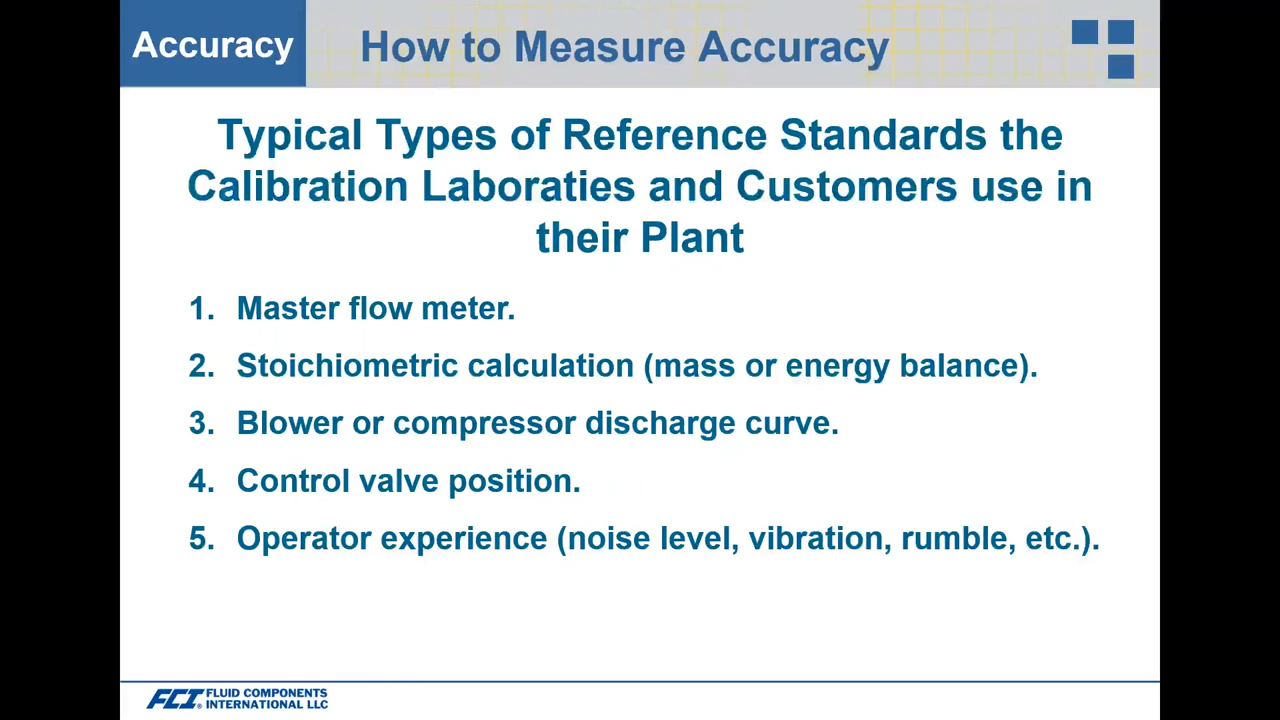 Accuracy
How to Measure Accuracy
Typical Types of Reference Standards the
Calibration Laboraties and Customers use in
their Plant
1. Master flow meter.
2. Stoichiometric calculation (mass or energy balance).
3. Blower or compressor discharge curve.
4. Control valve position.
5. Operator experience (noise level, vibration, rumble, etc.).
FCI® FLUID COMPONENTS
INTERNATIONAL LLC